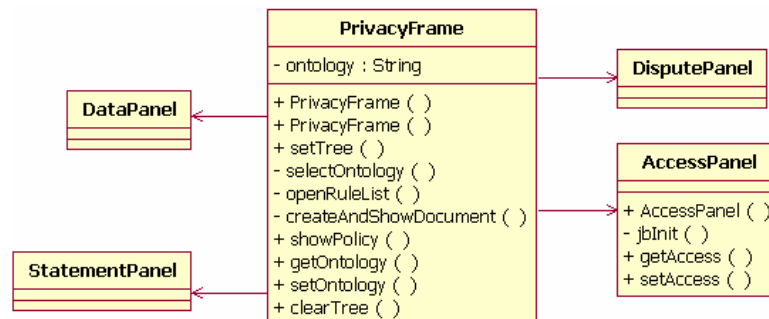 PrivacyFrame
- ontology : String
+ PrivacyFrame ( )
+ PrivacyFrame ( )
+ setTree ( )
- selectOntology ( )
- openRuleList ( )
- createAndShowDocument ( )
+ showPolicy ( )
+ getOntology ( )
+ setOntology ( )
+ clearTree ( )
DataPanel
StatementPanel
DisputePanel
AccessPanel
+ AccessPanel ( )
- jbInit ( )
+ getAccess ( )
+ setAccess ( )